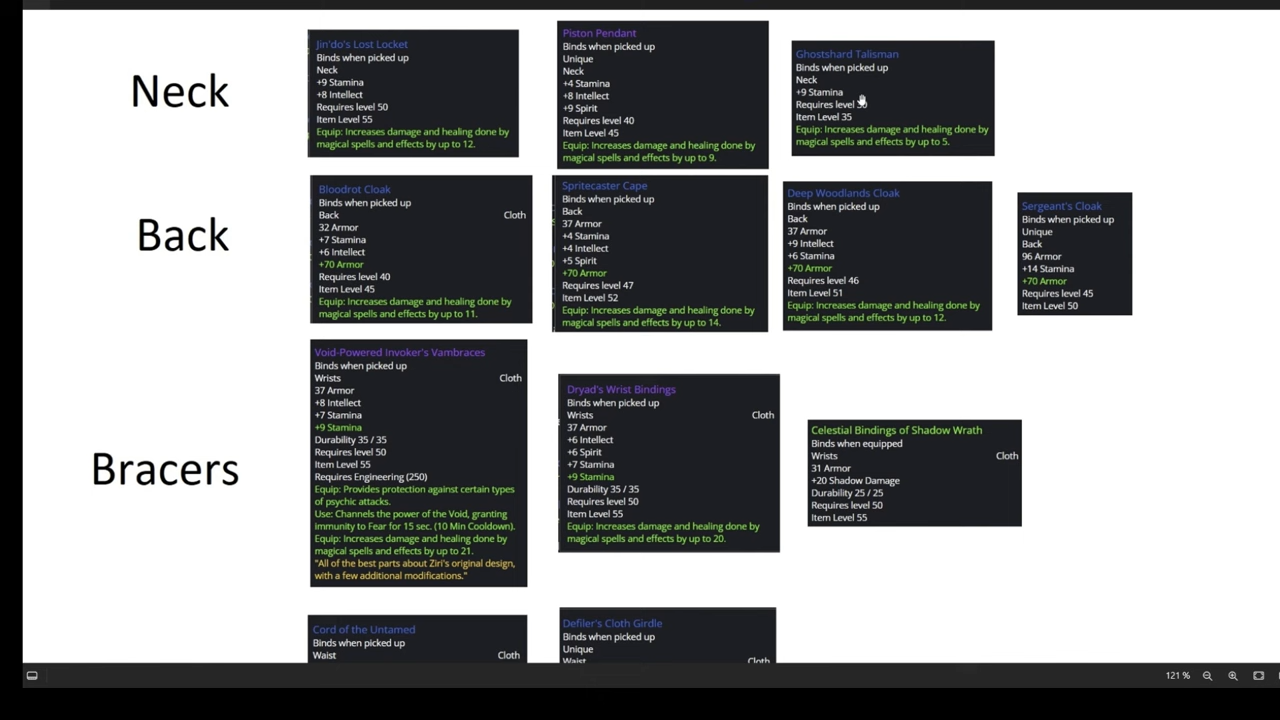 Neck
Jin'do's Lost Locket
Binds when picked up
Neck
+9 Stamina
+8 Intellect
Requires level 50
Item Level 55
Equip: Increases damage and healing done by
magical spells and effects by up to 12.
Piston Pendant
Binds when picked up
Unique
Neck
+4 Stamina
+8 Intellect
+9 Spirit
Requires level 40
Item Level 45
Equip: Increases damage and healing done by
magical spells and effects by up to 9.
Ghostshard Talisman
Binds when picked up
Neck
+9 Stamina
Requires level
Item Level 35
Equip: Increases damage and healing done by
magical spells and effects by up to 5.
Back
Bloodrot Cloak
Binds when picked up
Back Cloth
32 Armor
+7 Stamina
+6 Intellect
+70 Armor
Requires level 40
Item Level 45
Equip: Increases damage and healing done by
magical spells and effects by up to 11.
Spritecaster Cape
Binds when picked up
Back
37 Armor
+4 Stamina
+4 Intellect
+5 Spirit
+70 Armor
Requires level 47
Item Level 52
Equip: Increases damage and healing done by
magical spells and effects by up to 14.
Deep Woodlands Cloak
Binds when picked up
Back
37 Armor
+9 Intellect
+6 Stamina
+70 Armor
Requires level 46
Item Level 51
Equip: Increases damage and healing done by
magical spells and effects by up to 12.
Sergeant's Cloak
Binds when picked up
Unique
Back
96 Armor
+14 Stamina
+70 Armor
Requires level 45
Item Level 50
Bracers
Void-Powered Invoker's Vambraces
Binds when picked up
Wrists Cloth
37 Armor
+8 Intellect
+7 Stamina
+9 Stamina
Durability 35 / 35
Requires level 50
Item Level 55
Requires Engineering (250)
Equip: Provides protection against certain types
of psychic attacks.
Use: Channels the power of the Void, granting
immunity to Fear for 15 sec. (10 Min Cooldown).
Equip: Increases damage and healing done by
magical spells and effects by up to 21.
"All of the best parts about Ziri's original design,
with a few additional modifications."
Dryad's Wrist Bindings
Binds when picked up
Wrists Cloth
37 Armor
+6 Intellect
+6 Spirit
+7 Stamina
+9 Stamina
Durability 35 / 35
Requires level 50
Item Level 55
Equip: Increases damage and healing done by
magical spells and effects by up to 20.
Celestial Bindings of Shadow Wrath
Binds when equipped
Wrists Cloth
31 Armor
+20 Shadow Damage
Durability 25 / 25
Requires level 50
Item Level 55
Cord of the Untamed
Binds when picked up
Waist Cloth
Defiler's Cloth Girdle
Binds when picked up
Unique
Waist Cloth
121 %